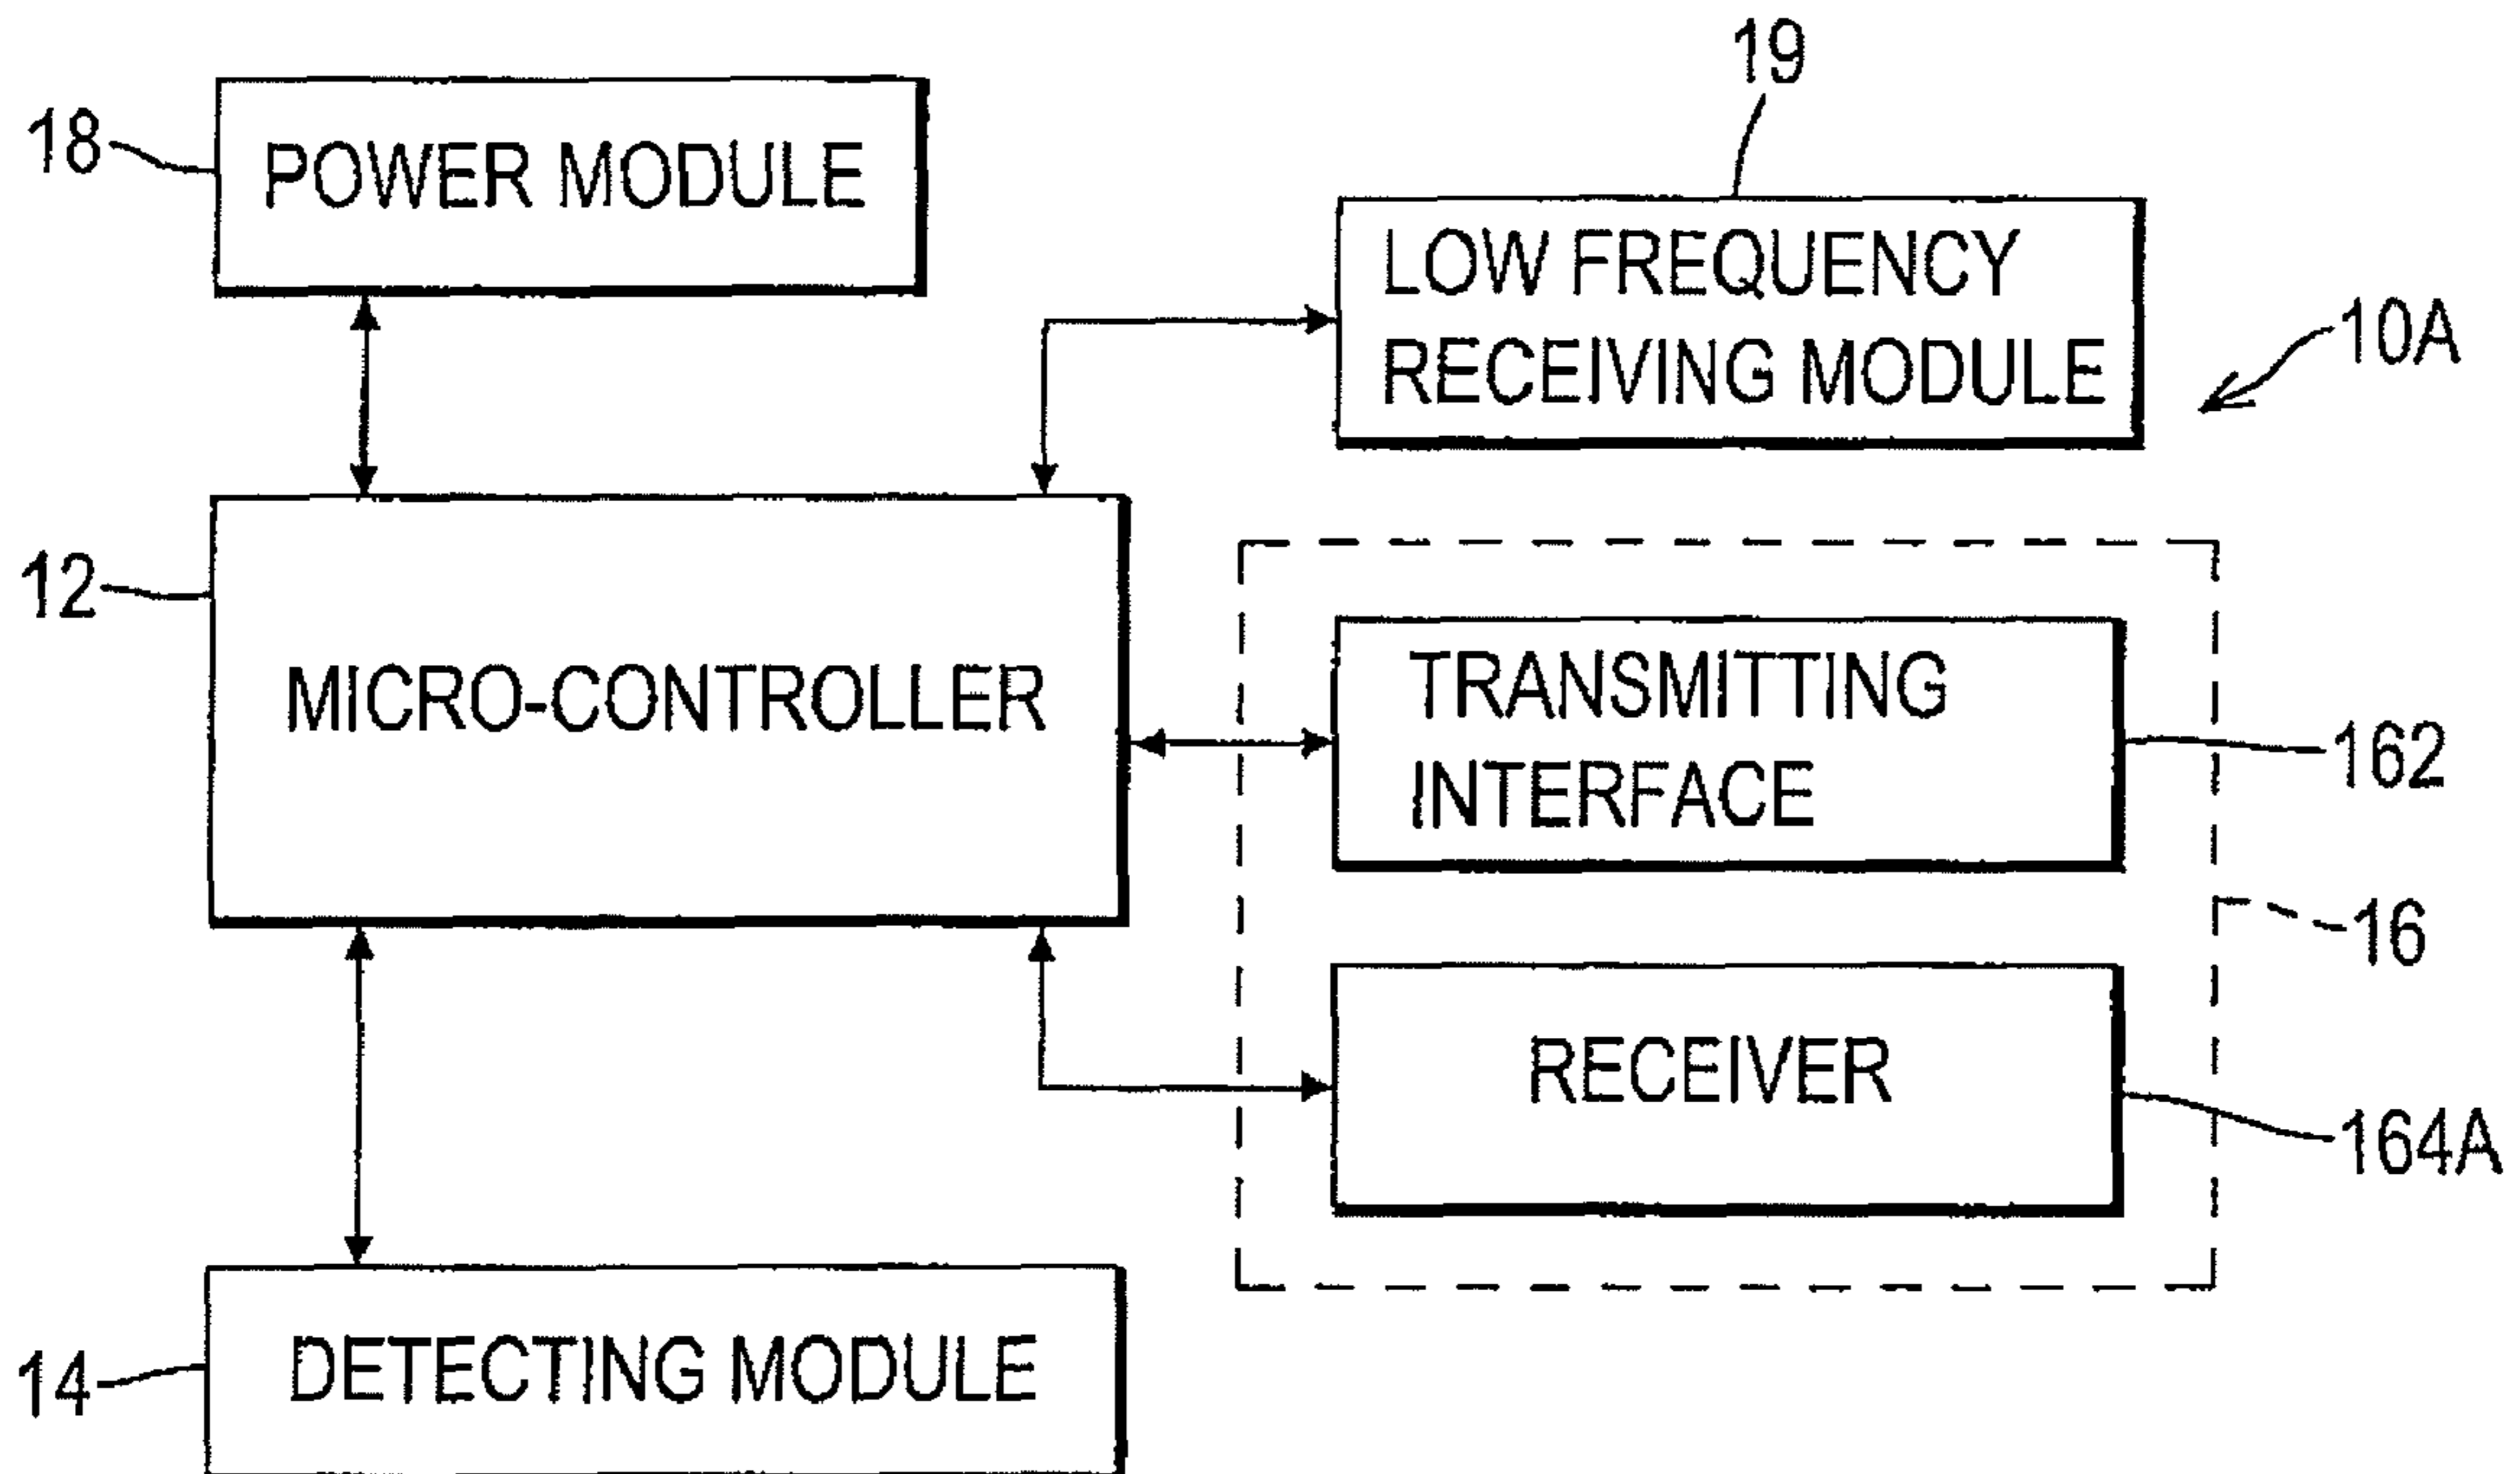 19
18
POWER MODULE
LOW FREQUENCY
RECEIVING MODULE
10A
12
MICRO-CONTROLLER
TRANSMITTING
INTERFACE
162
16
RECEIVER
164A
14
DETECTING MODULE